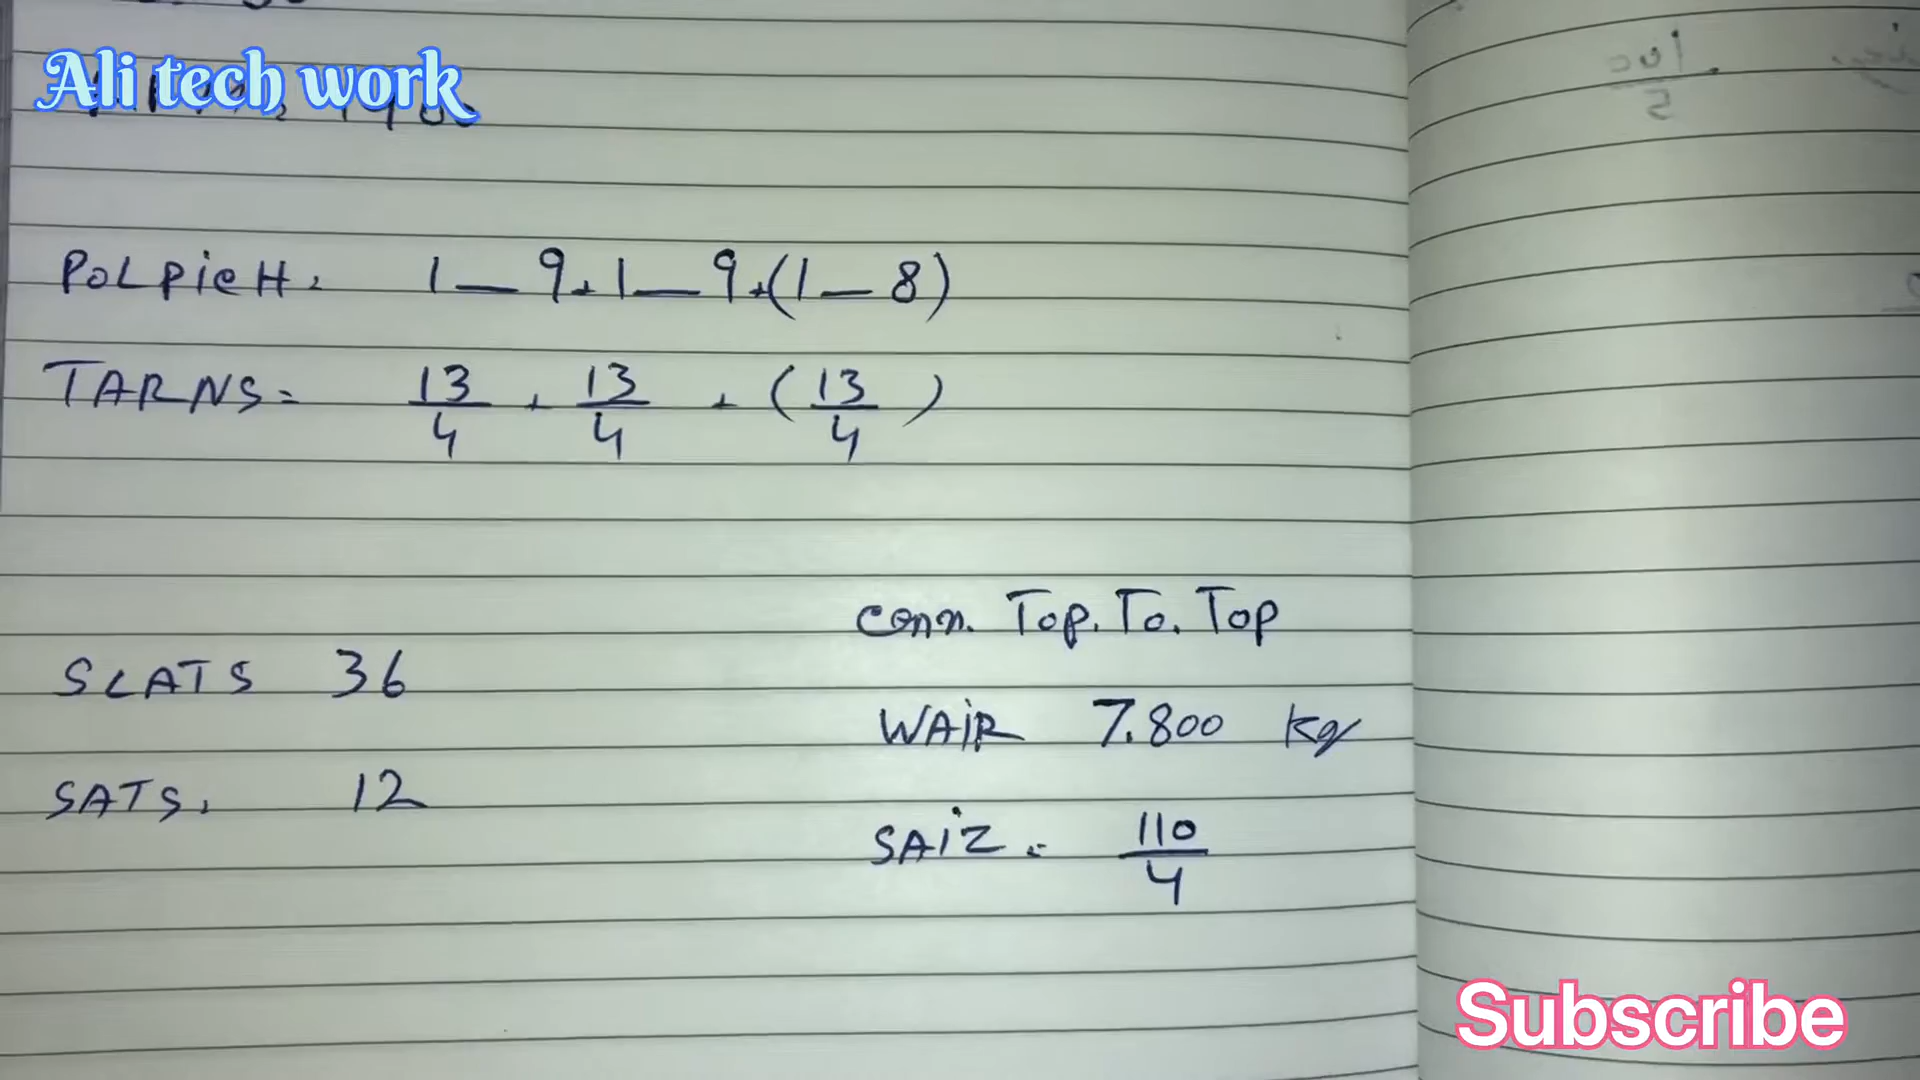 Ali tech work
POLPieH. 1 — 9 . 1 — 9 . (1 — 8)
TARNS = 13/4 . 13/4 . (13/4)
Conn. Top. To. Top
SLATS 36
WAiR 7.800 Kg
SATS. 12
SAiZ = 110/4
Subscribe